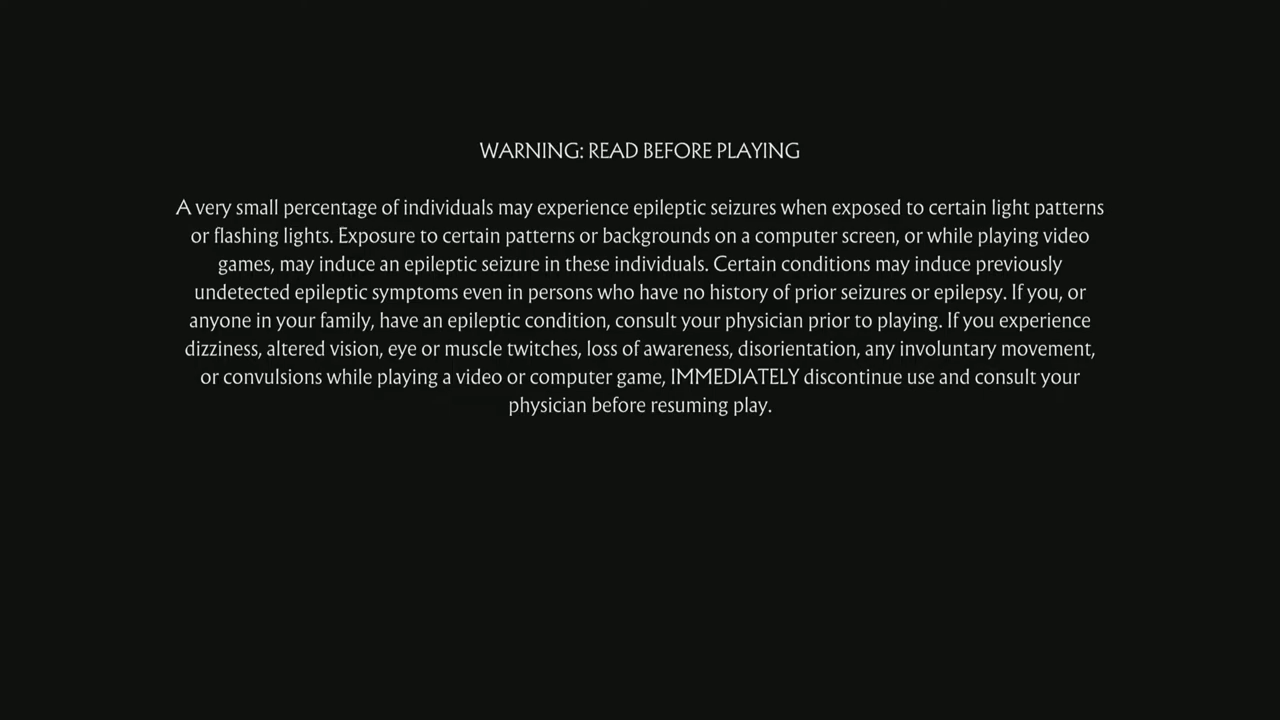 WARNING: READ BEFORE PLAYING
A very small percentage of individuals may experience epileptic seizures when exposed to certain light patterns
or flashing lights. Exposure to certain patterns or backgrounds on a computer screen, or while playing video
games, may induce an epileptic seizure in these individuals. Certain conditions may induce previously
undetected epileptic symptoms even in persons who have no history of prior seizures or epilepsy. If you, or
anyone in your family, have an epileptic condition, consult your physician prior to playing. If you experience
dizziness, altered vision, eye or muscle twitches, loss of awareness, disorientation, any involuntary movement,
or convulsions while playing a video or computer game, IMMEDIATELY discontinue use and consult your
physician before resuming play.